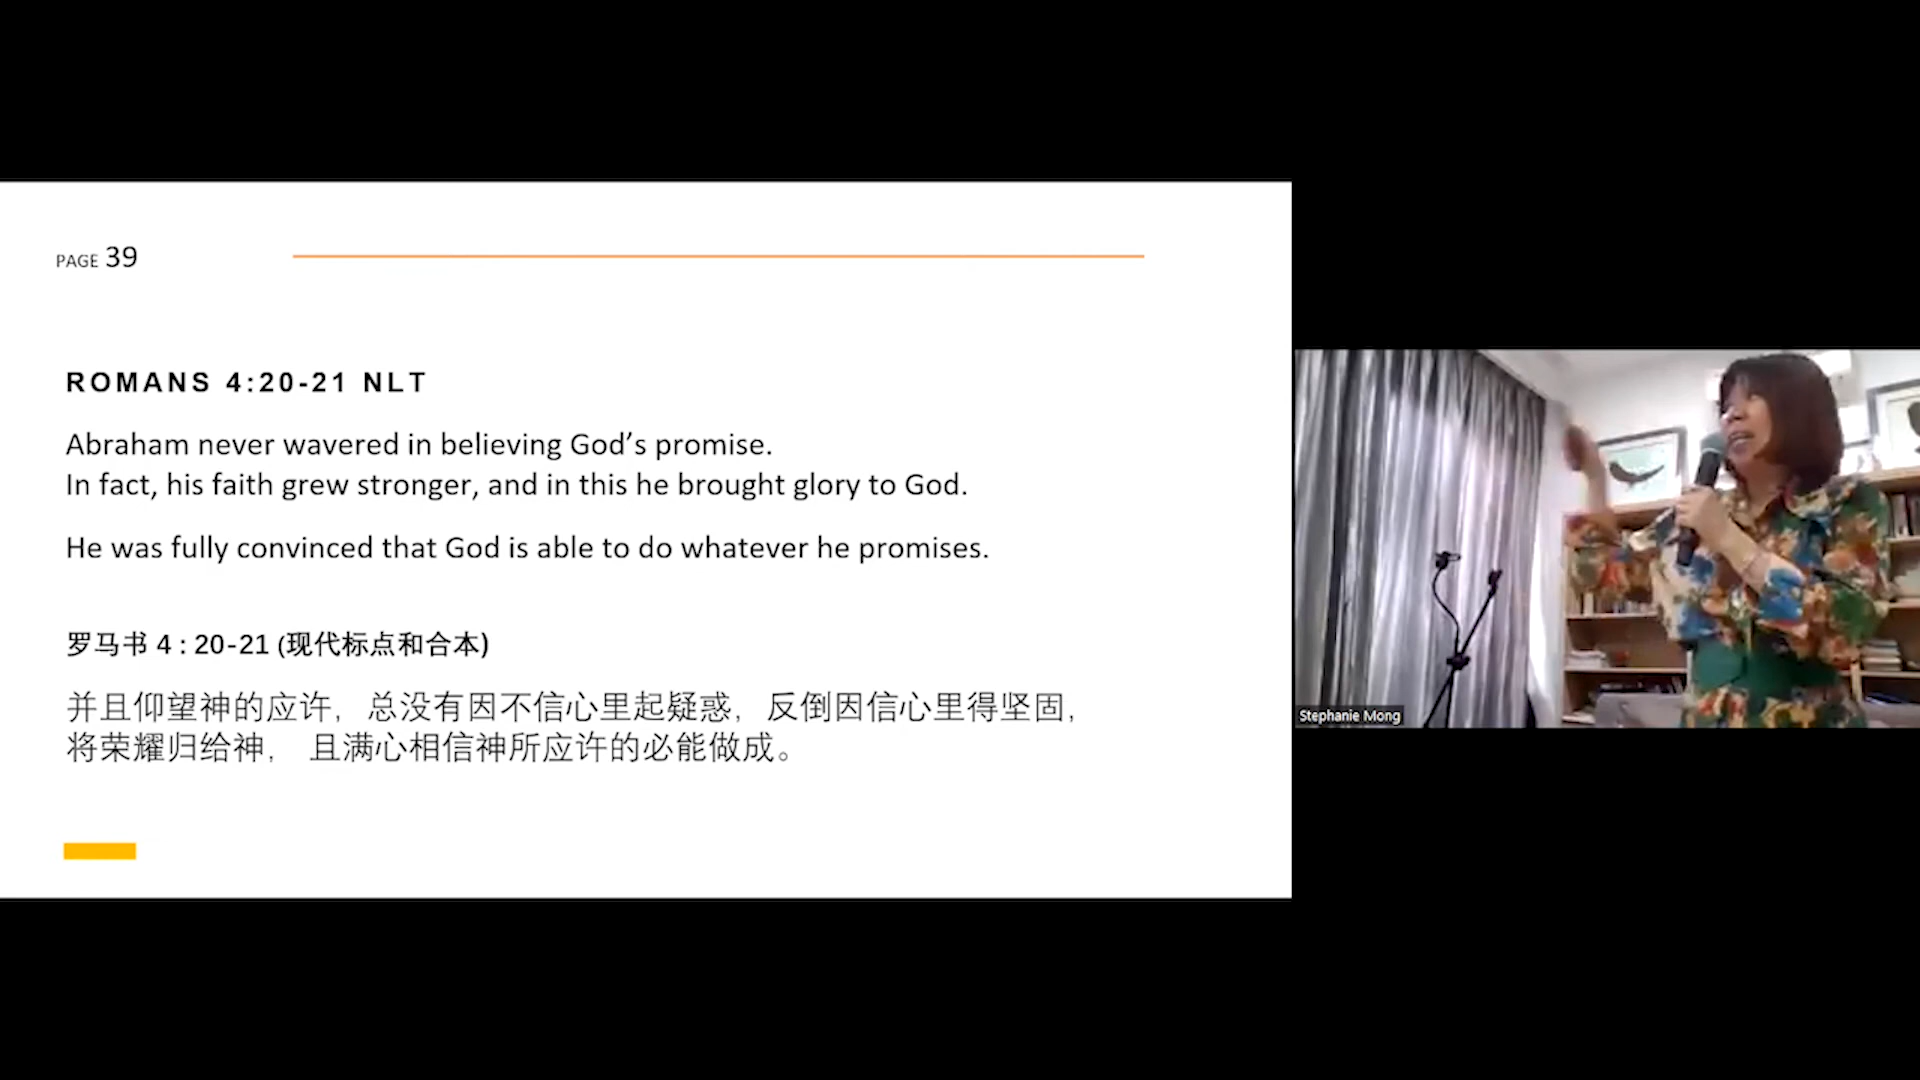 PAGE 39
ROMANS 4:20-21 NLT
Abraham never wavered in believing God’s promise.
In fact, his faith grew stronger, and in this he brought glory to God.
He was fully convinced that God is able to do whatever he promises.
罗马书 4 : 20-21 (现代标点和合本)
并且仰望神的应许，总没有因不信心里起疑惑，反倒因信心里得坚固，
将荣耀归给神， 且满心相信神所应许的必能做成。
Stephanie Mong